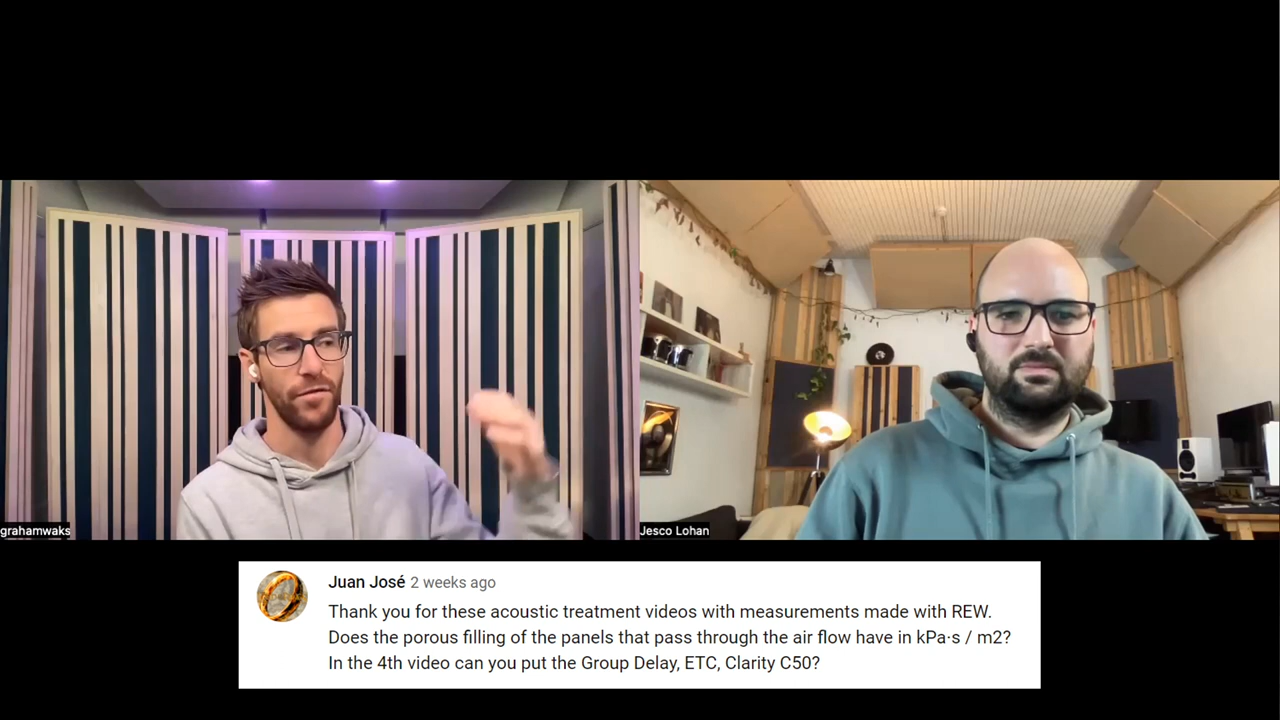 grahamwaks
Jesco Lohan
Juan José 2 weeks ago
Thank you for these acoustic treatment videos with measurements made with REW.
Does the porous filling of the panels that pass through the air flow have in kPa·s / m2?
In the 4th video can you put the Group Delay, ETC, Clarity C50?